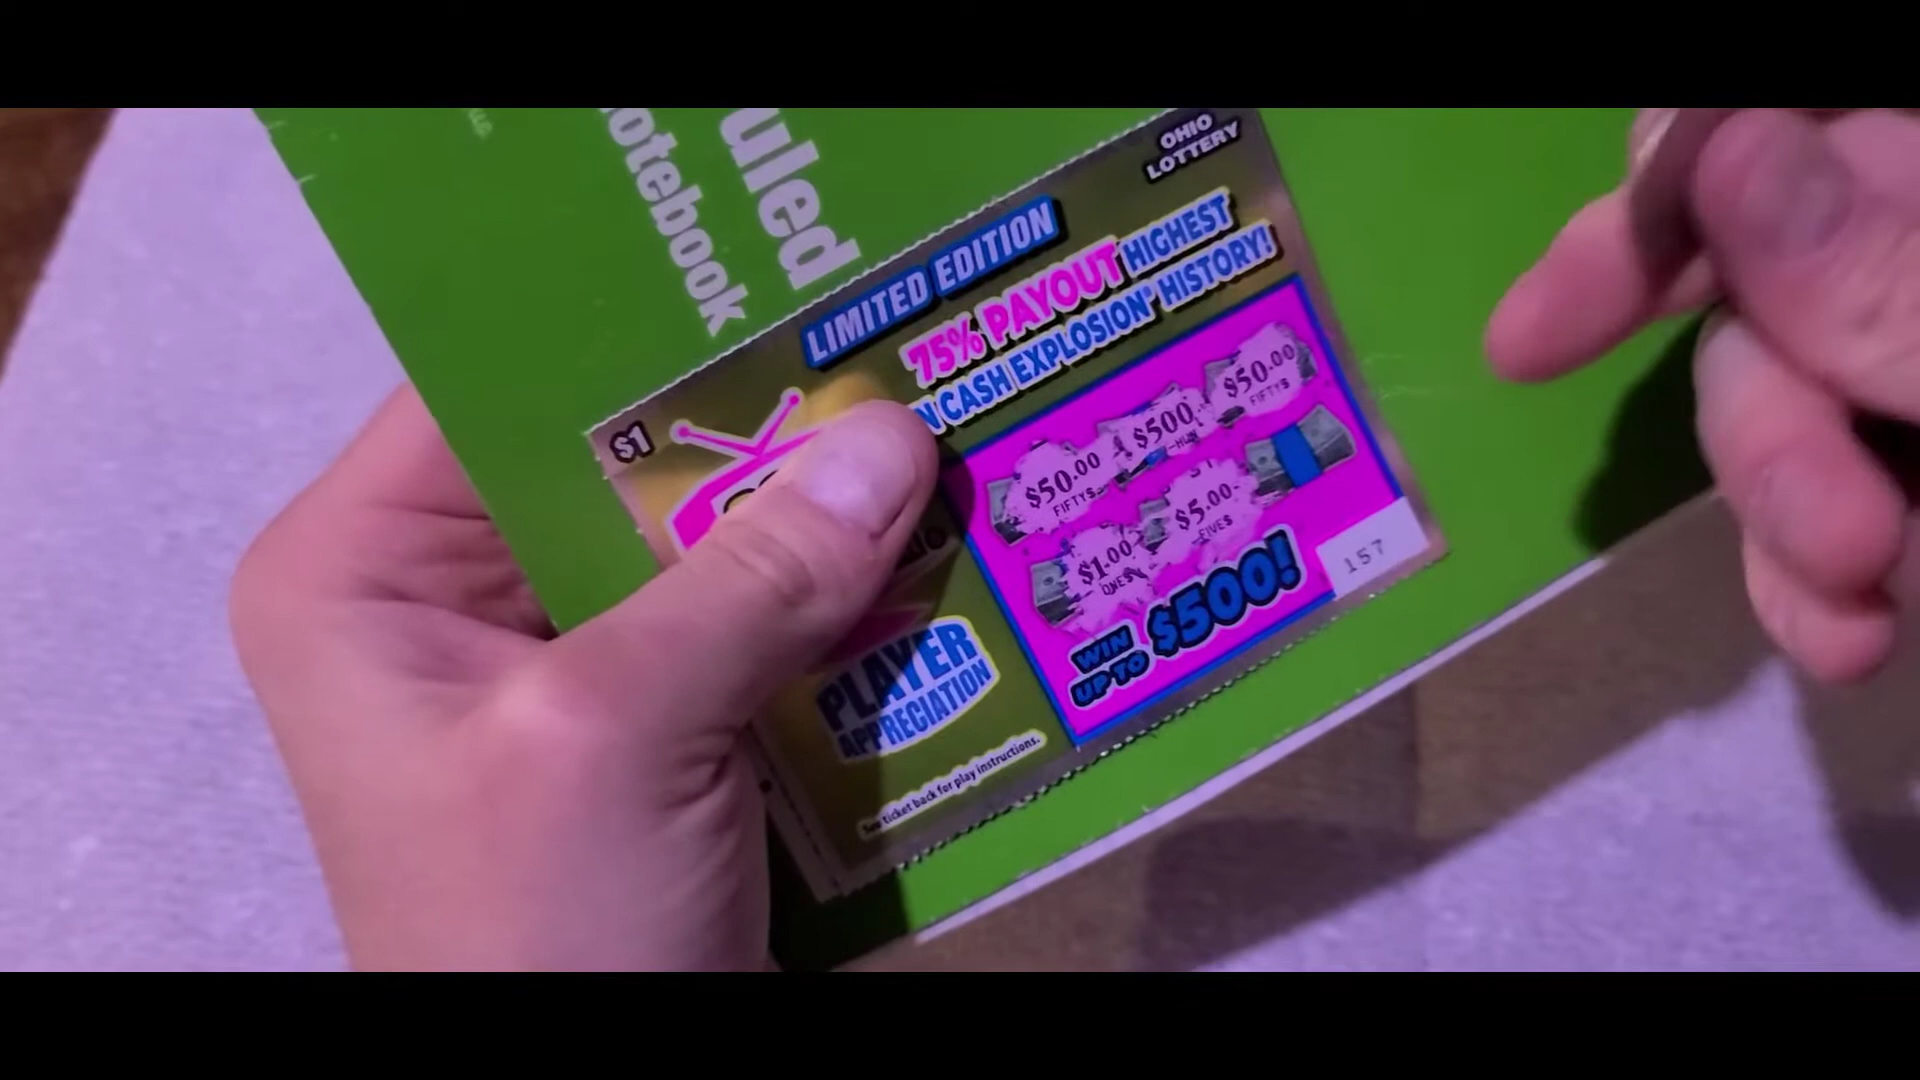 uled
otebook
OHIO
LOTTERY
LIMITED EDITION
75% PAYOUT HIGHEST
N CASH EXPLOSION® HISTORY!
$1
$50.00
FIFTYS
$500
$50.00
FIFTYS
$1.00
ONES
$5.00
FIVES
WIN
UP TO
$500!
157
PLAYER
APPRECIATION
See ticket back for play instructions.